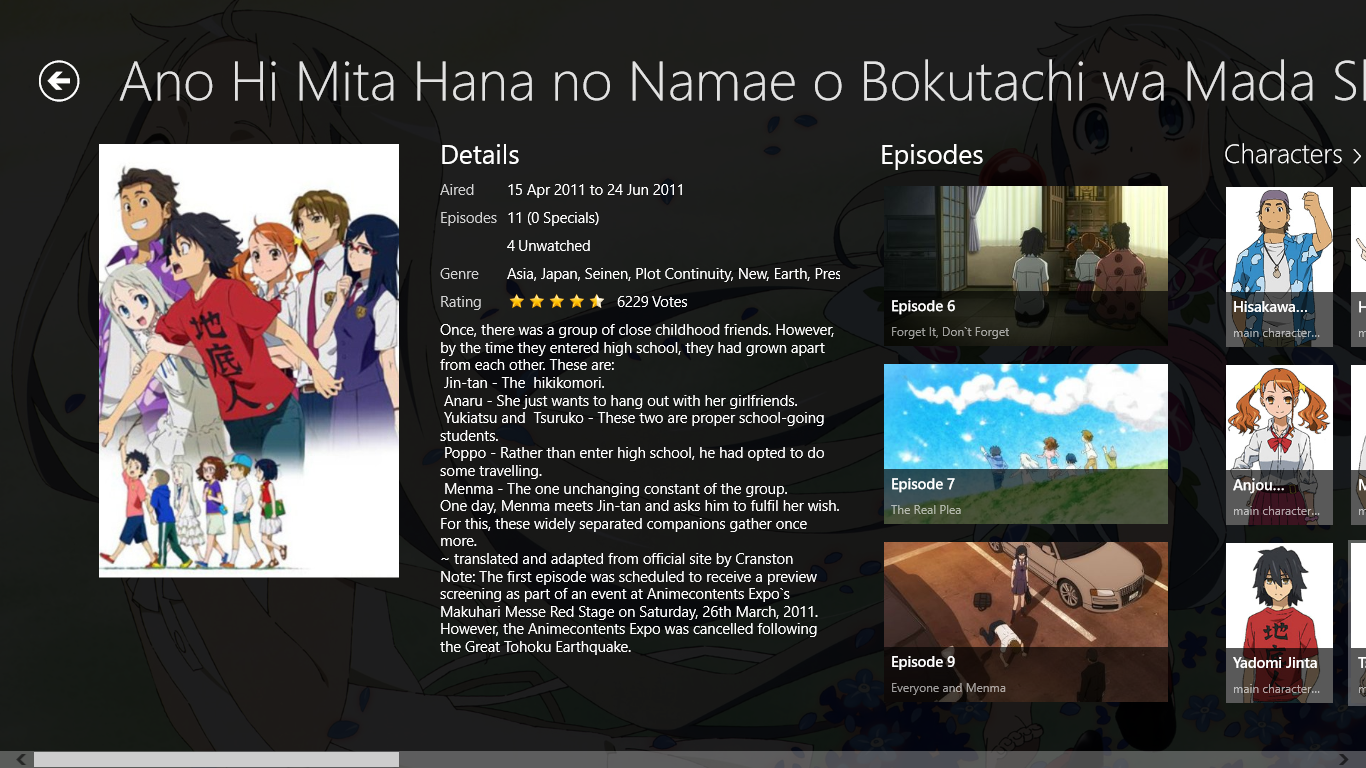 Ano Hi Mita Hana no Namae o Bokutachi wa Mada Sh
地底人
Details
Aired 15 Apr 2011 to 24 Jun 2011
Episodes 11 (0 Specials)
4 Unwatched
Genre Asia, Japan, Seinen, Plot Continuity, New, Earth, Pres
Rating 6229 Votes
Once, there was a group of close childhood friends. However,
by the time they entered high school, they had grown apart
from each other. These are:
Jin-tan - The hikikomori.
Anaru - She just wants to hang out with her girlfriends.
Yukiatsu and Tsuruko - These two are proper school-going
students.
Poppo - Rather than enter high school, he had opted to do
some travelling.
Menma - The one unchanging constant of the group.
One day, Menma meets Jin-tan and asks him to fulfil her wish.
For this, these widely separated companions gather once
more.
~ translated and adapted from official site by Cranston
Note: The first episode was scheduled to receive a preview
screening as part of an event at Animecontents Expo`s
Makuhari Messe Red Stage on Saturday, 26th March, 2011.
However, the Animecontents Expo was cancelled following
the Great Tohoku Earthquake.
Episodes
Episode 6
Forget It, Don`t Forget
Episode 7
The Real Plea
Episode 9
Everyone and Menma
Characters >
Hisakawa...
main character...
Anjou...
main character...
地底
Yadomi Jinta
main character...